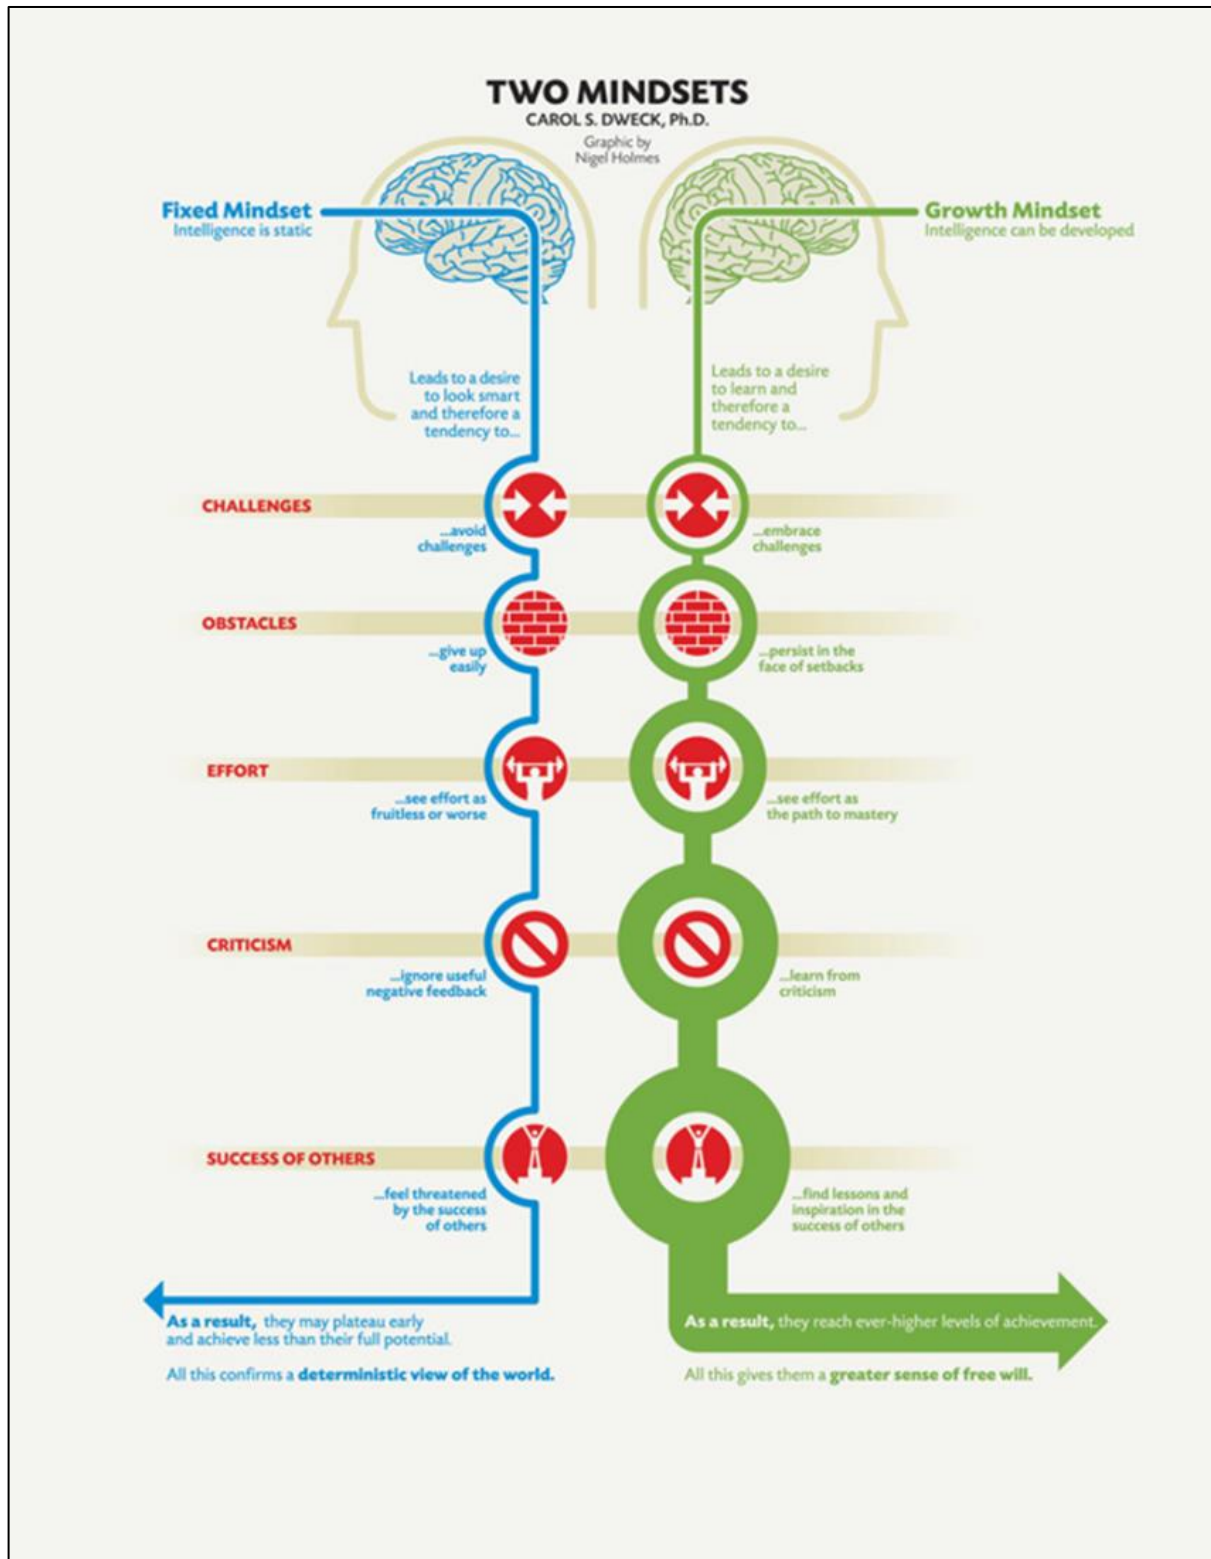 TWO MINDSETS
CAROL S. DWECK, Ph.D.
Graphic by
Nigel Holmes
Fixed Mindset
Intelligence is static
Growth Mindset
Intelligence can be developed
Leads to a desire
to look smart
and therefore a
tendency to...
Leads to a desire
to learn and
therefore a
tendency to...
CHALLENGES
...avoid
challenges
...embrace
challenges
OBSTACLES
...give up
easily
...persist in the
face of setbacks
EFFORT
...see effort as
fruitless or worse
...see effort as
the path to mastery
CRITICISM
...ignore useful
negative feedback
...learn from
criticism
SUCCESS OF OTHERS
...feel threatened
by the success
of others
...find lessons and
inspiration in the
success of others
As a result, they may plateau early
and achieve less than their full potential.
All this confirms a deterministic view of the world.
As a result, they reach ever-higher levels of achievement.
All this gives them a greater sense of free will.